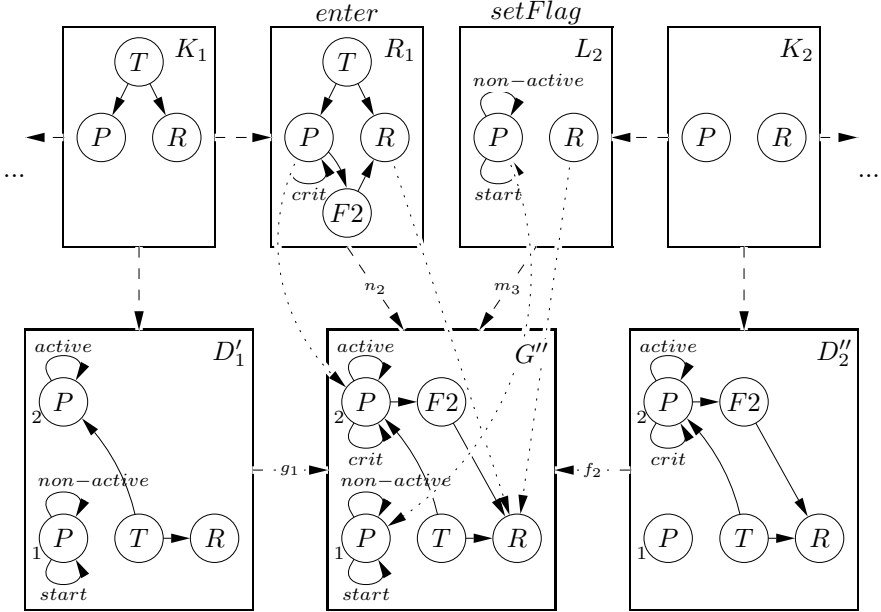 enter setFlag
K₁ R₁ L₂ K₂
T T
non−active
P R P R P R P R
crit start
... ...
F2
n₂ m₃
D′₁ G″ D″₂
active active active
P P F2 P F2
2 2 2
crit crit
g₁ f₂
non−active non−active
P T R P T R P T R
1 1 1
start start